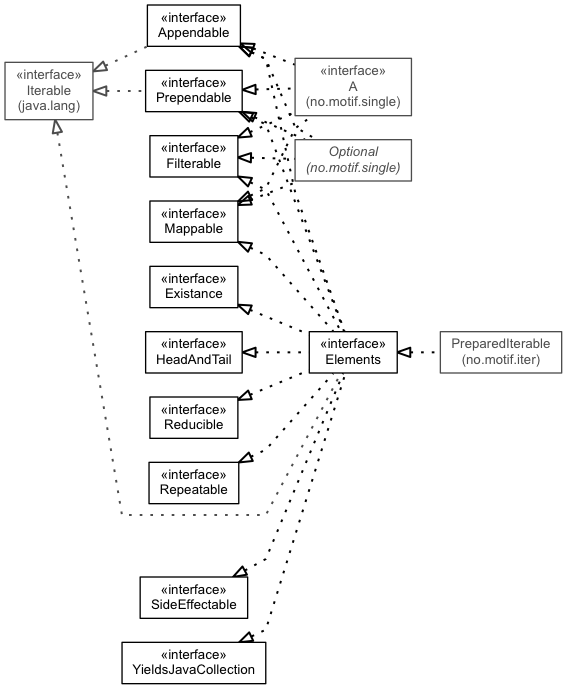 «interface»
Appendable
«interface»
Iterable
(java.lang)
«interface»
A
(no.motif.single)
«interface»
Prependable
«interface»
Filterable
Optional
(no.motif.single)
«interface»
Mappable
«interface»
Existance
«interface»
HeadAndTail
«interface»
Elements
PreparedIterable
(no.motif.iter)
«interface»
Reducible
«interface»
Repeatable
«interface»
SideEffectable
«interface»
YieldsJavaCollection